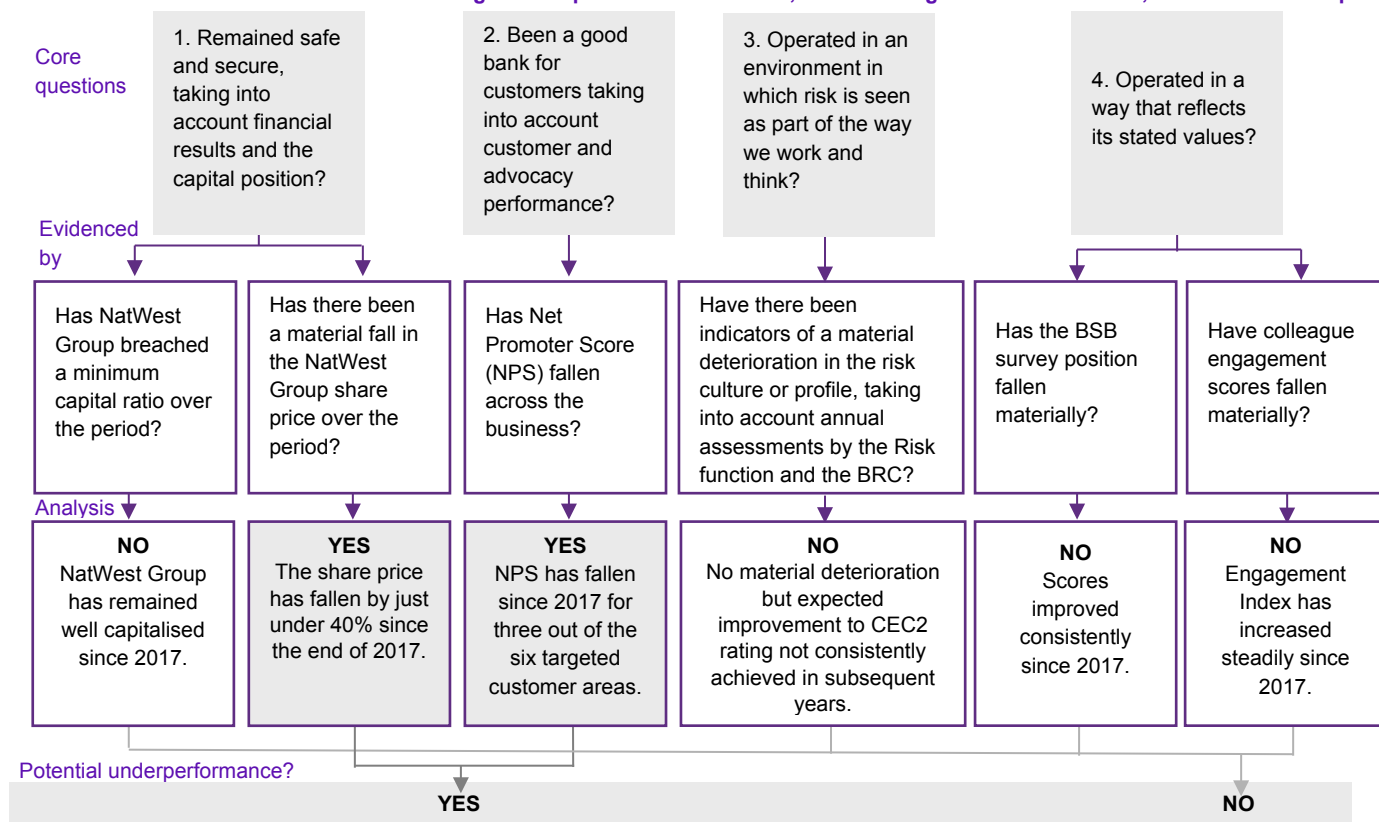 Core
questions
1. Remained safe
and secure,
taking into
account financial
results and the
capital position?
2. Been a good
bank for
customers taking
into account
customer and
advocacy
performance?
3. Operated in an
environment in
which risk is seen
as part of the way
we work and
think?
4. Operated in a
way that reflects
its stated values?
Evidenced
by
Has NatWest
Group breached
a minimum
capital ratio over
the period?
Has there been
a material fall in
the NatWest
Group share
price over the
period?
Has Net
Promoter Score
(NPS) fallen
across the
business?
Have there been
indicators of a material
deterioration in the risk
culture or profile, taking
into account annual
assessments by the Risk
function and the BRC?
Has the BSB
survey position
fallen
materially?
Have colleague
engagement
scores fallen
materially?
Analysis
NO
NatWest Group
has remained
well capitalised
since 2017.
YES
The share price
has fallen by just
under 40% since
the end of 2017.
YES
NPS has fallen
since 2017 for
three out of the
six targeted
customer areas.
NO
No material deterioration
but expected
improvement to CEC2
rating not consistently
achieved in subsequent
years.
NO
Scores
improved
consistently
since 2017.
NO
Engagement
Index has
increased
steadily since
2017.
Potential underperformance?
YES
NO